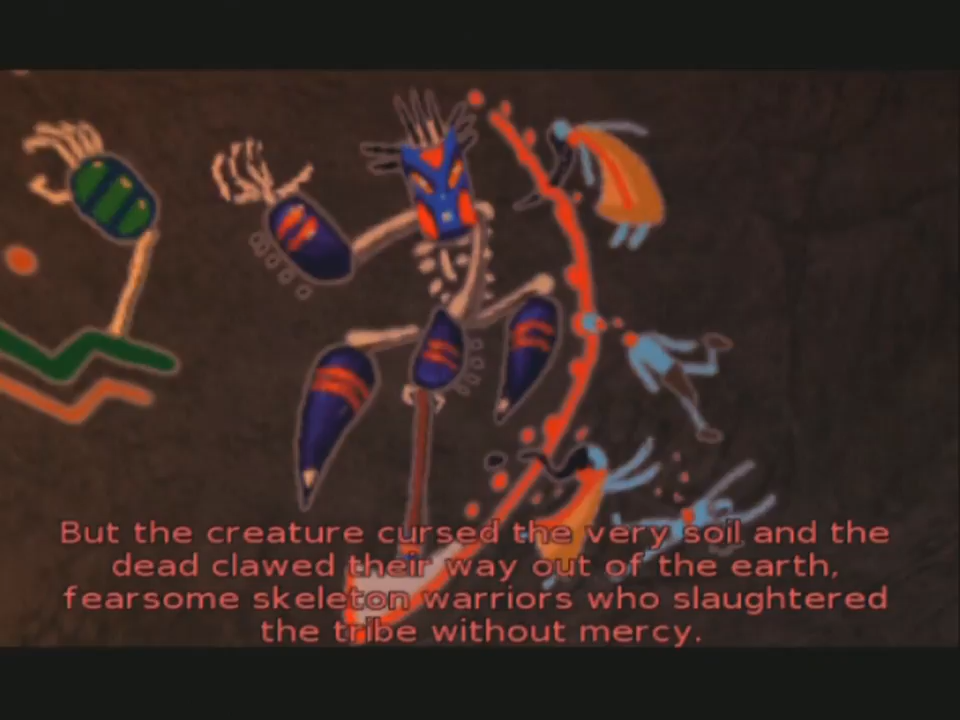 But the creature cursed the very soil and the
dead clawed their way out of the earth,
fearsome skeleton warriors who slaughtered
the tribe without mercy.